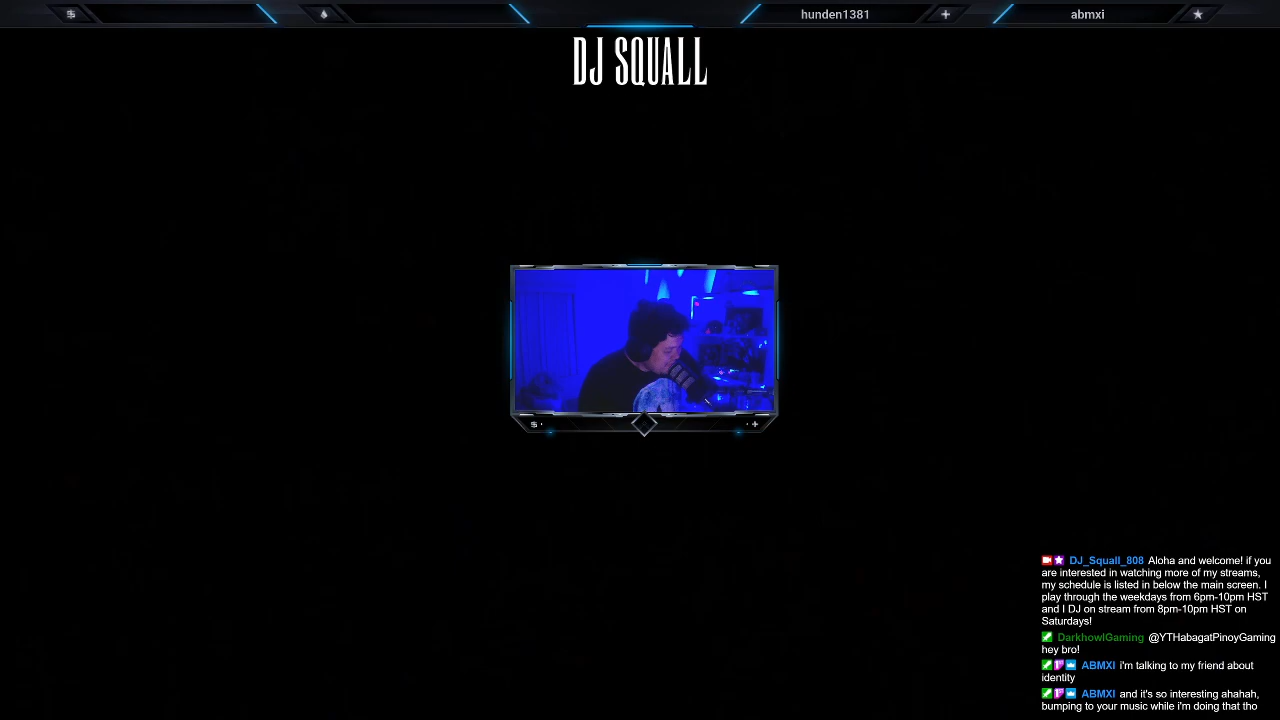 hunden1381
abmxi
DJ SQUALL
DJ_Squall_808 Aloha and welcome! if you
are interested in watching more of my streams,
my schedule is listed in below the main screen. I
play through the weekdays from 6pm-10pm HST
and I DJ on stream from 8pm-10pm HST on
Saturdays!
DarkhowlGaming @YTHabagatPinoyGaming
hey bro!
ABMXI i'm talking to my friend about
identity
ABMXI and it's so interesting ahahah,
bumping to your music while i'm doing that tho